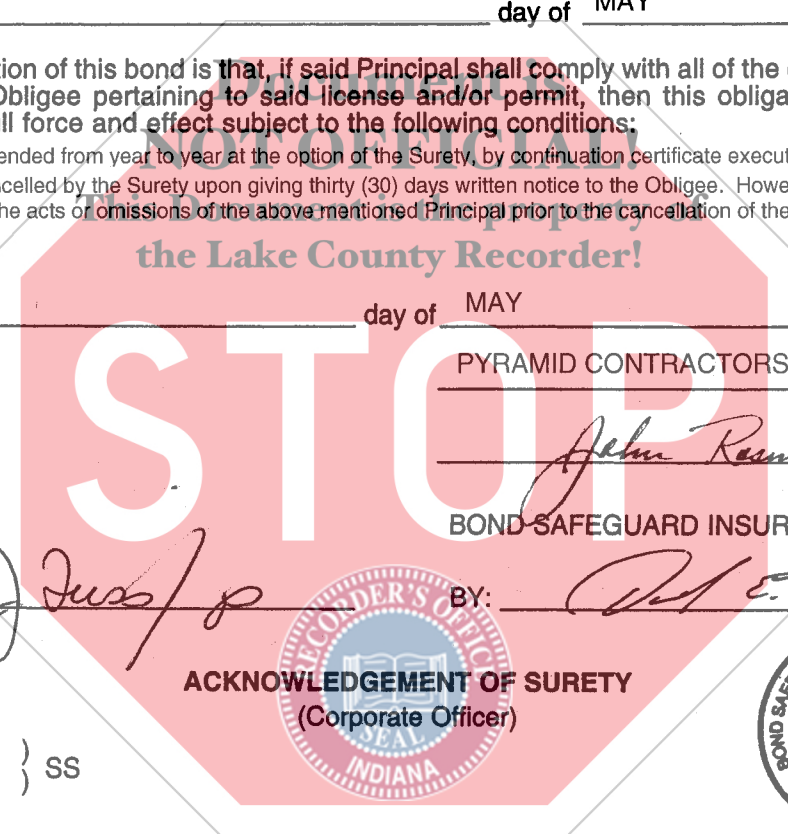 day of MAY
tion of this bond is that, if said Principal shall comply with all of the
Obligee pertaining to said license and/or permit, then this obliga
ll force and effect subject to the following conditions:
ended from year to year at the option of the Surety, by continuation certificate execut
ncelled by the Surety upon giving thirty (30) days written notice to the Obligee. Howe
he acts or omissions of the above mentioned Principal prior to the cancellation of the
Document is
NOT OFFICIAL!
This Document is the property of
the Lake County Recorder!
day of MAY
STOP
PYRAMID CONTRACTORS
John
BOND SAFEGUARD INSUR
BY:
RECORDER'S OFFICE
SEAL
INDIANA
ACKNOWLEDGEMENT OF SURETY
(Corporate Officer)
) SS
)
BOND SAFE